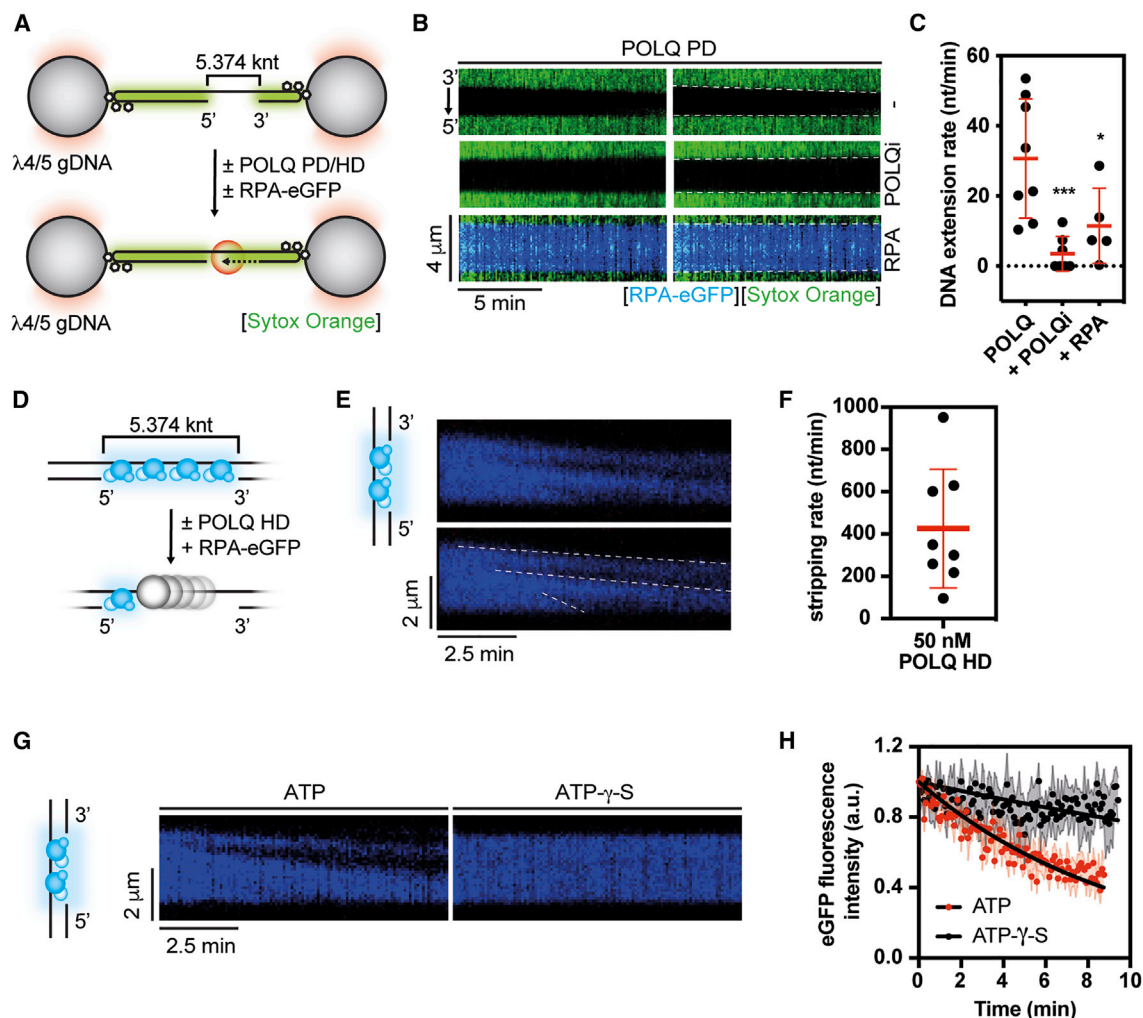 A
5.374 knt
5’ 3’
λ4/5 gDNA
± POLQ PD/HD
± RPA-eGFP
λ4/5 gDNA
[Sytox Orange]
B
POLQ PD
3’
5’
-
POLQi
RPA
4 μm
5 min
[RPA-eGFP][Sytox Orange]
C
DNA extension rate (nt/min)
60
40
20
0
***
*
POLQ
+ POLQi
+ RPA
D
5.374 knt
5’ 3’
± POLQ HD
+ RPA-eGFP
5’ 3’
E
3’
5’
2 μm
2.5 min
F
stripping rate (nt/min)
1000
800
600
400
200
0
50 nM
POLQ HD
G
ATP
ATP-γ-S
3’
5’
2 μm
2.5 min
H
eGFP fluorescence
intensity (a.u.)
1.2
0.8
0.4
0.0
ATP
ATP-γ-S
0 2 4 6 8 10
Time (min)